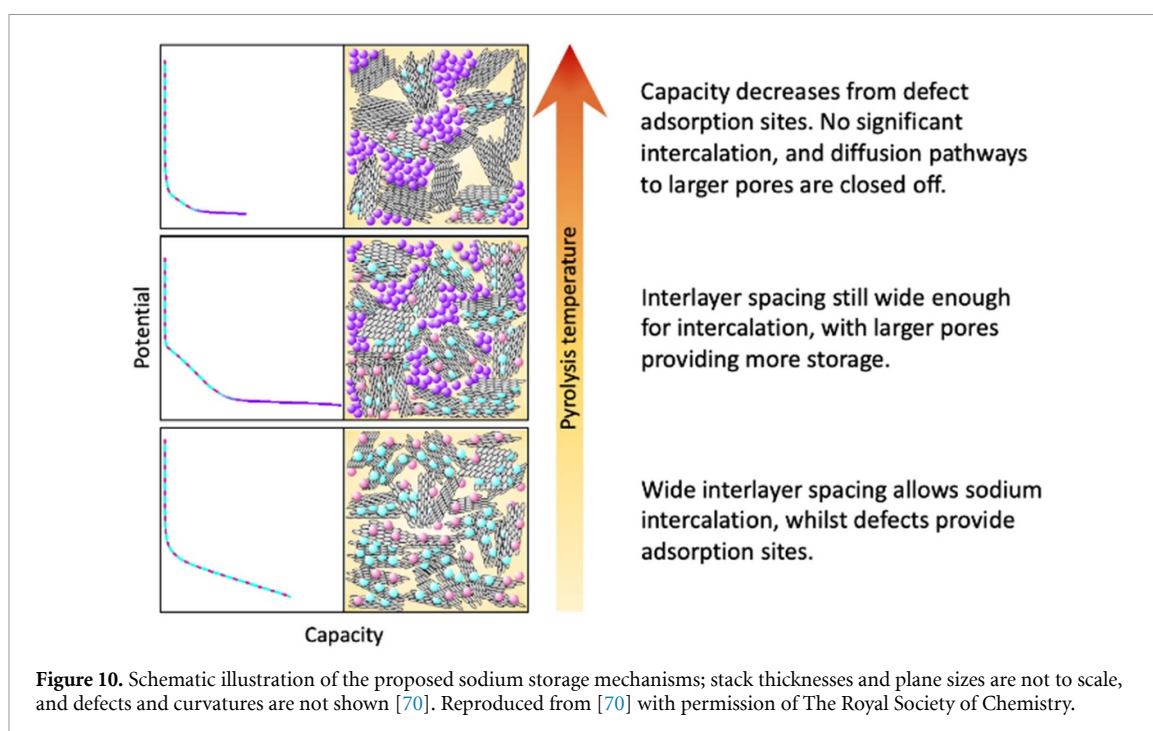 Capacity decreases from defect
adsorption sites. No significant
intercalation, and diffusion pathways
to larger pores are closed off.
Potential
Pyrolysis temperature
Interlayer spacing still wide enough
for intercalation, with larger pores
providing more storage.
Wide interlayer spacing allows sodium
intercalation, whilst defects provide
adsorption sites.
Capacity
Figure 10. Schematic illustration of the proposed sodium storage mechanisms; stack thicknesses and plane sizes are not to scale,
and defects and curvatures are not shown [70]. Reproduced from [70] with permission of The Royal Society of Chemistry.